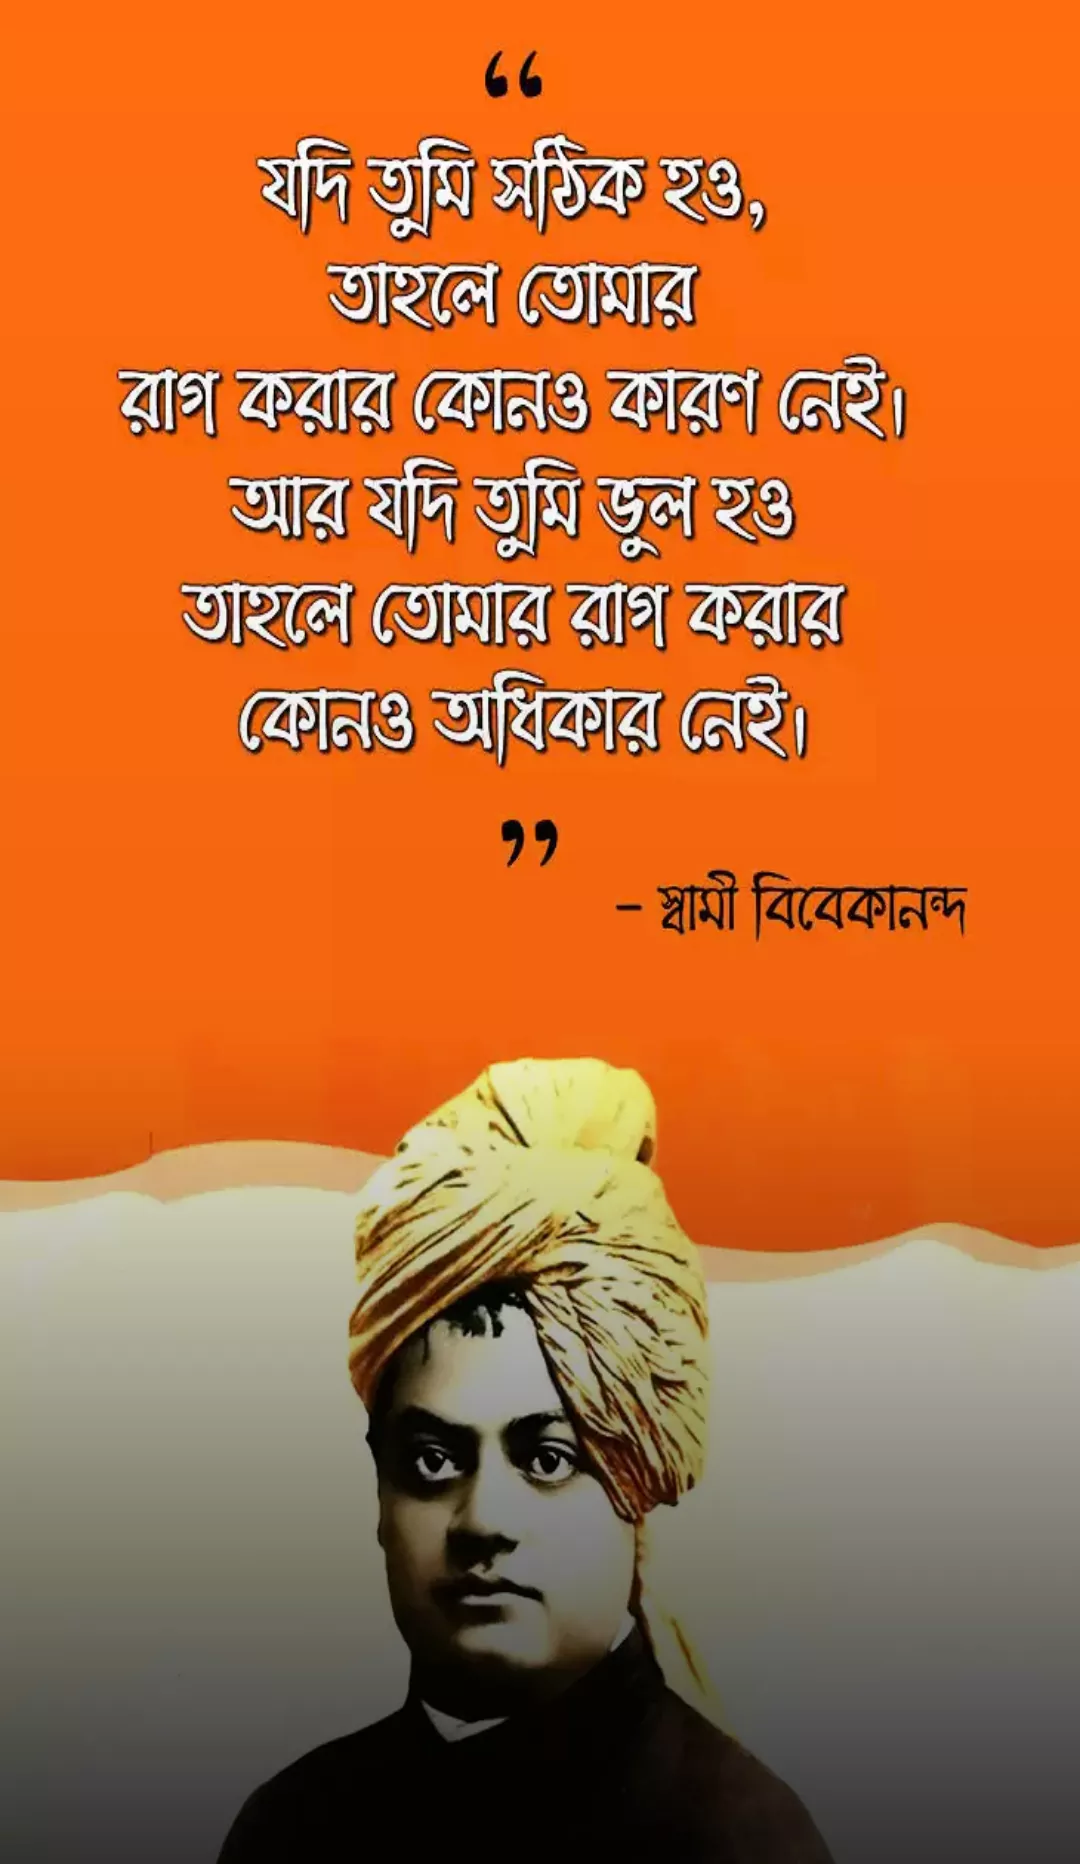 “
যদি তুমি সঠিক হও,
তাহলে তোমার
রাগ করার কোনও কারণ নেই।
আর যদি তুমি ভুল হও
তাহলে তোমার রাগ করার
কোনও অধিকার নেই।
”
– স্বামী বিবেকানন্দ